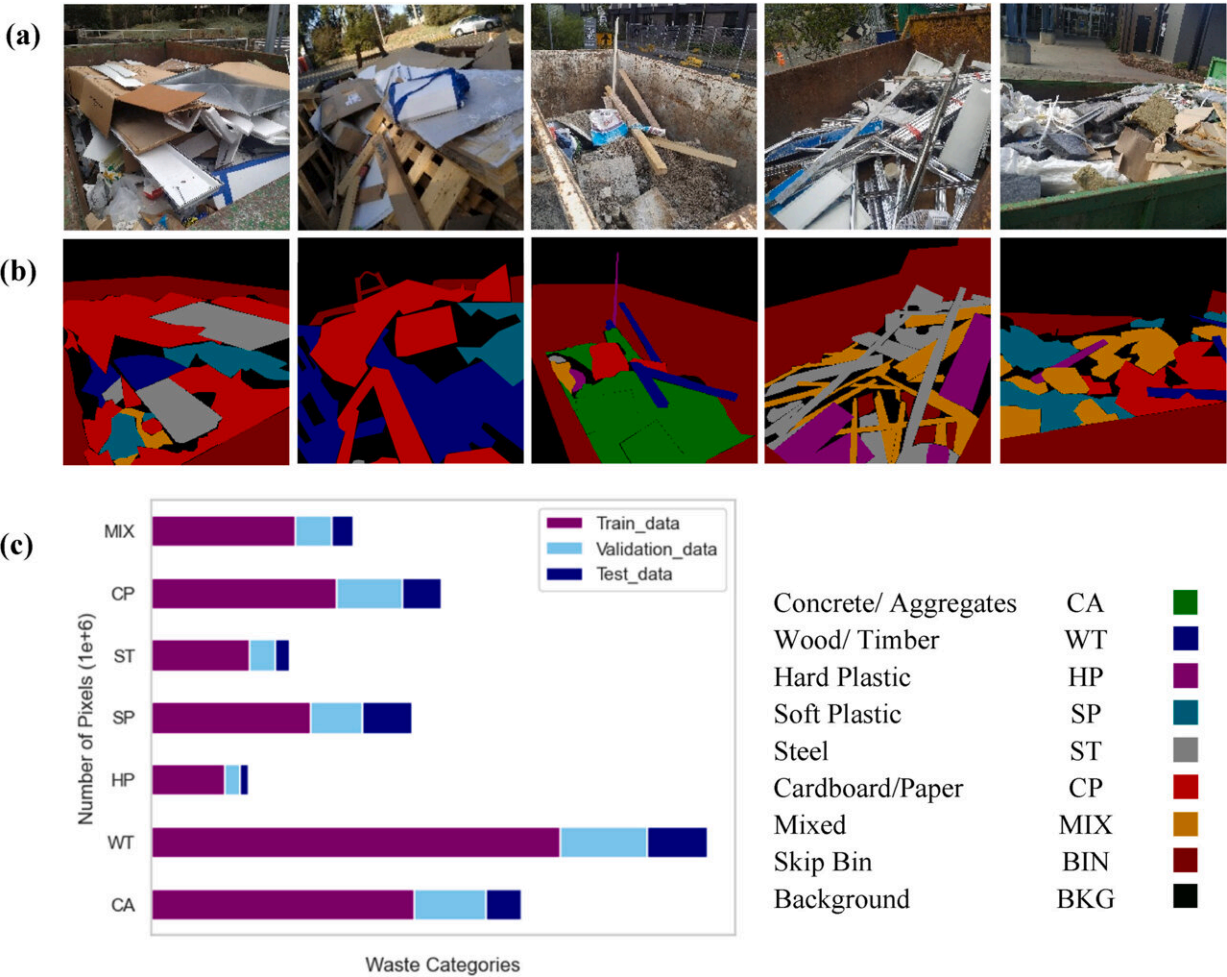 (a)
(b)
(c)
MIX
CP
ST
SP
HP
WT
CA
Number of Pixels (1e+6)
Waste Categories
Train_data
Validation_data
Test_data
Concrete/ Aggregates CA
Wood/ Timber WT
Hard Plastic HP
Soft Plastic SP
Steel ST
Cardboard/Paper CP
Mixed MIX
Skip Bin BIN
Background BKG